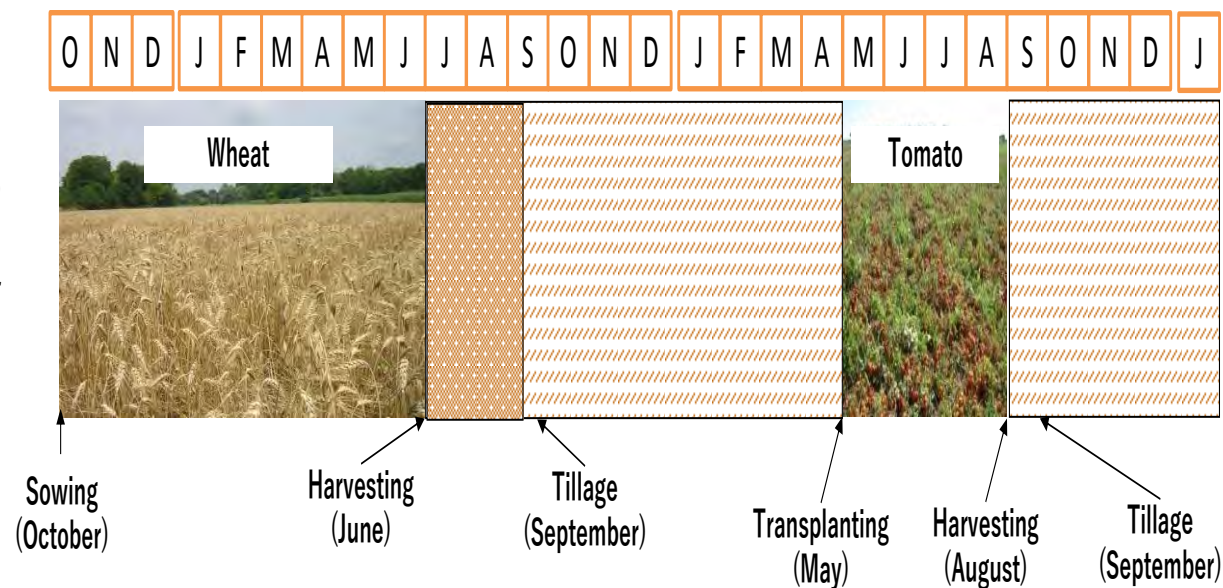 O N D J F M A M J J A S O N D J F M A M J J A S O N D J
Wheat
Tomato
Sowing
(October)
Harvesting
(June)
Tillage
(September)
Transplanting
(May)
Harvesting
(August)
Tillage
(September)